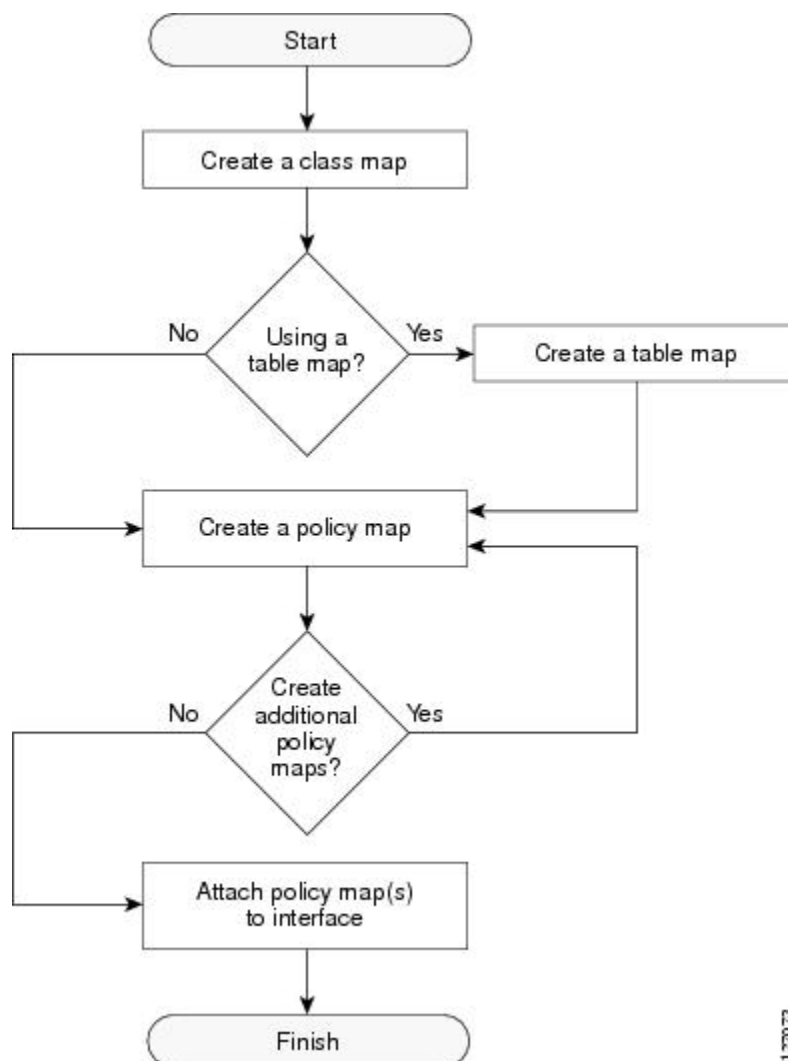 Start
Create a class map
No
Using a
table map?
Yes
Create a table map
Create a policy map
No
Create
additional
policy
maps?
Yes
Attach policy map(s)
to interface
Finish